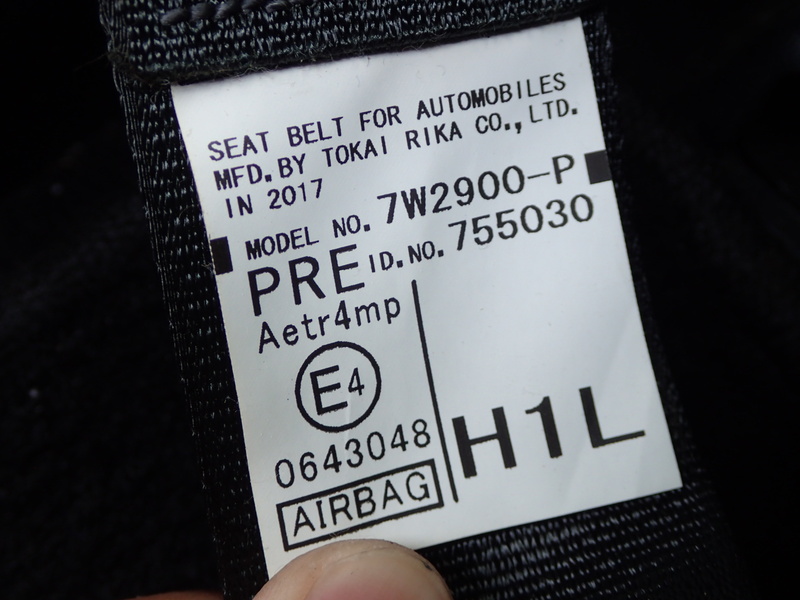 SEAT BELT FOR AUTOMOBILES
MFD. BY TOKAI RIKA CO., LTD.
IN 2017
MODEL NO. 7W2900-P
PRE ID. NO. 755030
Aetr4mp
E4
0643048
AIRBAG
H1L